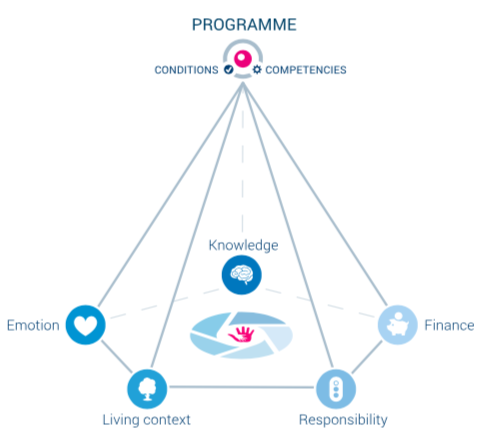 PROGRAMME
CONDITIONS COMPETENCIES
Knowledge
Emotion
Finance
Living context
Responsibility